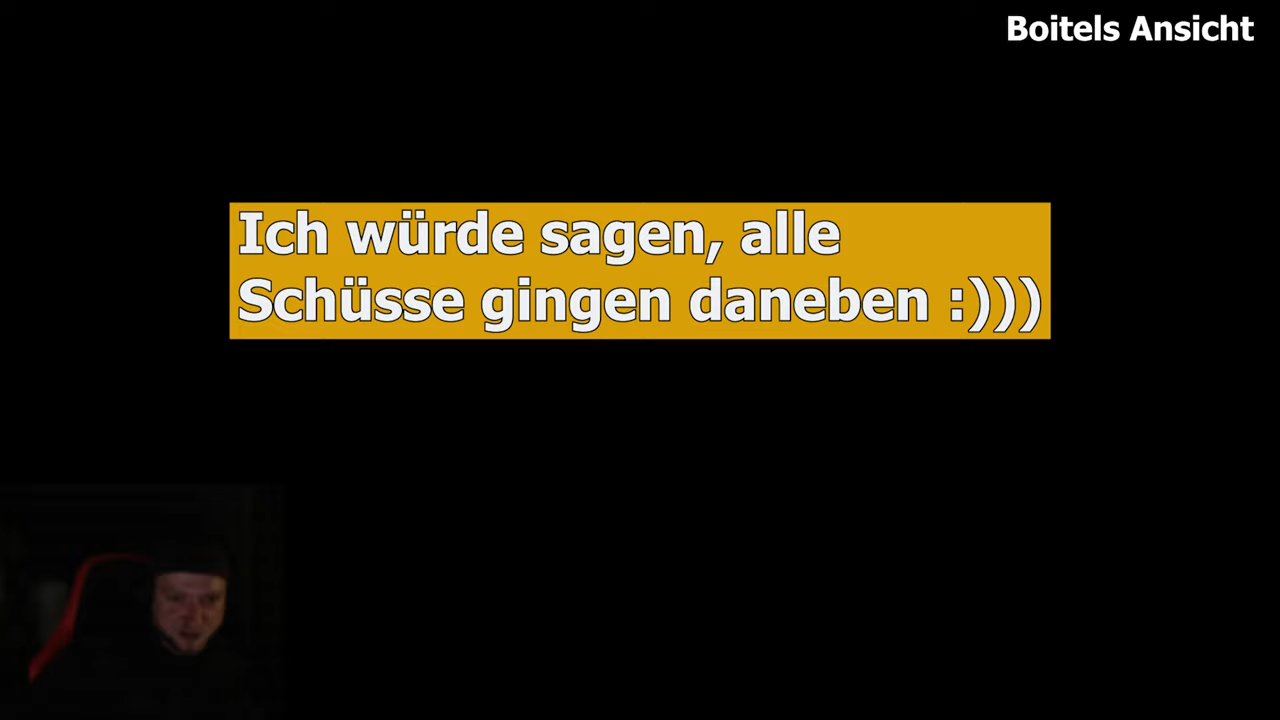 Boitels Ansicht
Ich würde sagen, alle
Schüsse gingen daneben :)))